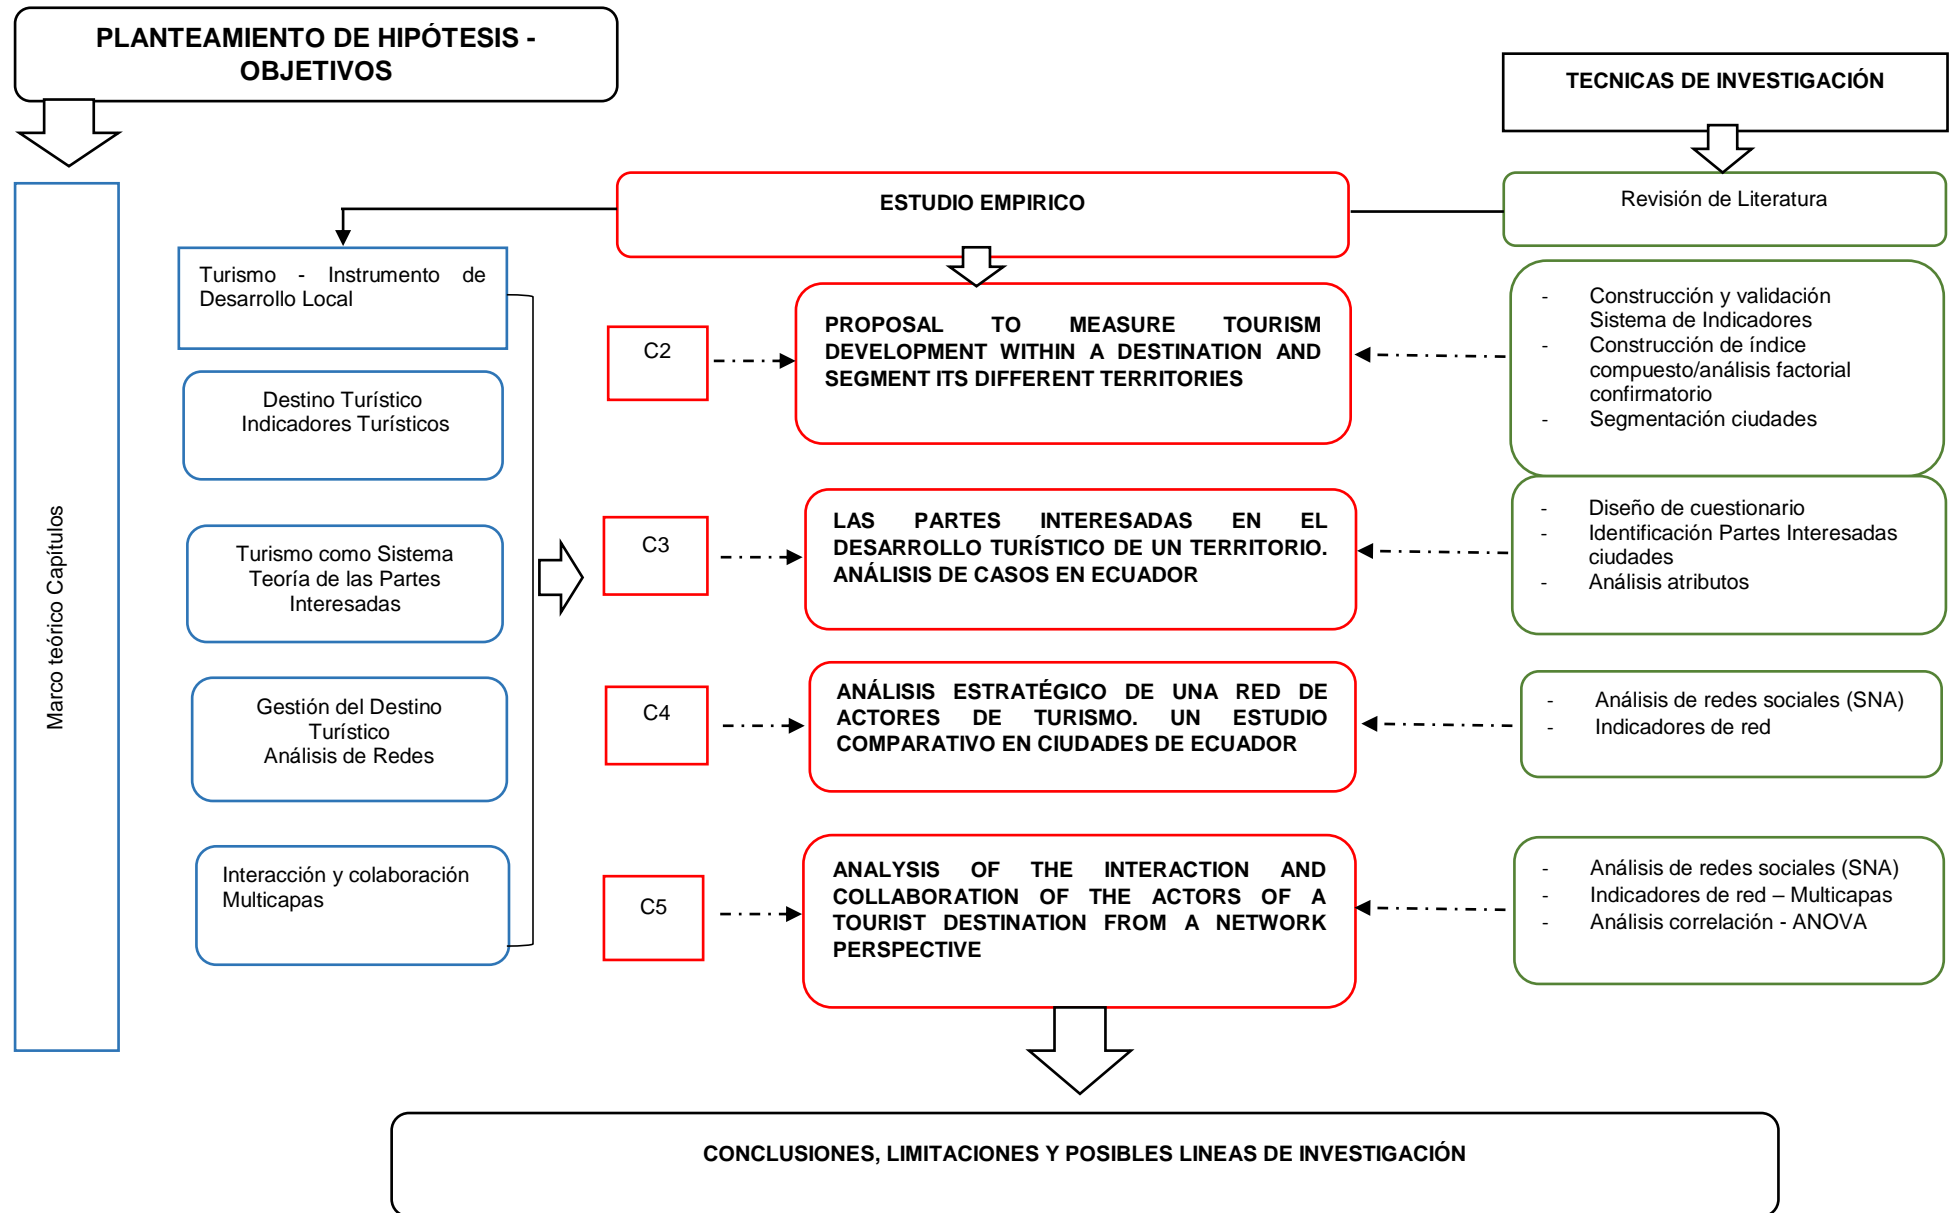 PLANTEAMIENTO DE HIPÓTESIS -
OBJETIVOS
TECNICAS DE INVESTIGACIÓN
ESTUDIO EMPIRICO
Revisión de Literatura
Marco teórico Capítulos
Turismo - Instrumento de
Desarrollo Local
Destino Turístico
Indicadores Turísticos
Turismo como Sistema
Teoría de las Partes
Interesadas
Gestión del Destino
Turístico
Análisis de Redes
Interacción y colaboración
Multicapas
C2
PROPOSAL TO MEASURE TOURISM
DEVELOPMENT WITHIN A DESTINATION AND
SEGMENT ITS DIFFERENT TERRITORIES
- Construcción y validación
Sistema de Indicadores
- Construcción de índice
compuesto/análisis factorial
confirmatorio
- Segmentación ciudades
C3
LAS PARTES INTERESADAS EN EL
DESARROLLO TURÍSTICO DE UN TERRITORIO.
ANÁLISIS DE CASOS EN ECUADOR
- Diseño de cuestionario
- Identificación Partes Interesadas
ciudades
- Análisis atributos
C4
ANÁLISIS ESTRATÉGICO DE UNA RED DE
ACTORES DE TURISMO. UN ESTUDIO
COMPARATIVO EN CIUDADES DE ECUADOR
- Análisis de redes sociales (SNA)
- Indicadores de red
C5
ANALYSIS OF THE INTERACTION AND
COLLABORATION OF THE ACTORS OF A
TOURIST DESTINATION FROM A NETWORK
PERSPECTIVE
- Análisis de redes sociales (SNA)
- Indicadores de red – Multicapas
- Análisis correlación - ANOVA
CONCLUSIONES, LIMITACIONES Y POSIBLES LINEAS DE INVESTIGACIÓN